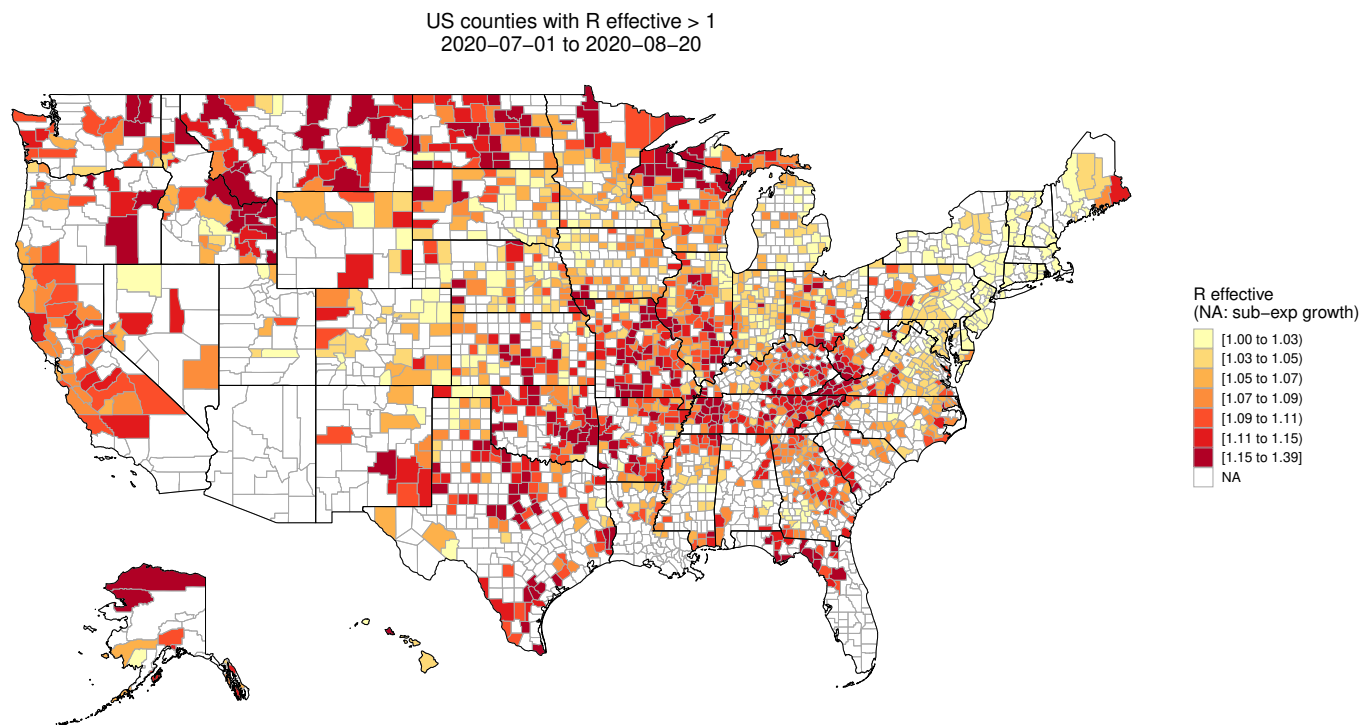 US counties with R effective > 1
2020−07−01 to 2020−08−20
R effective
(NA: sub−exp growth)
[1.00 to 1.03)
[1.03 to 1.05)
[1.05 to 1.07)
[1.07 to 1.09)
[1.09 to 1.11)
[1.11 to 1.15)
[1.15 to 1.39]
NA